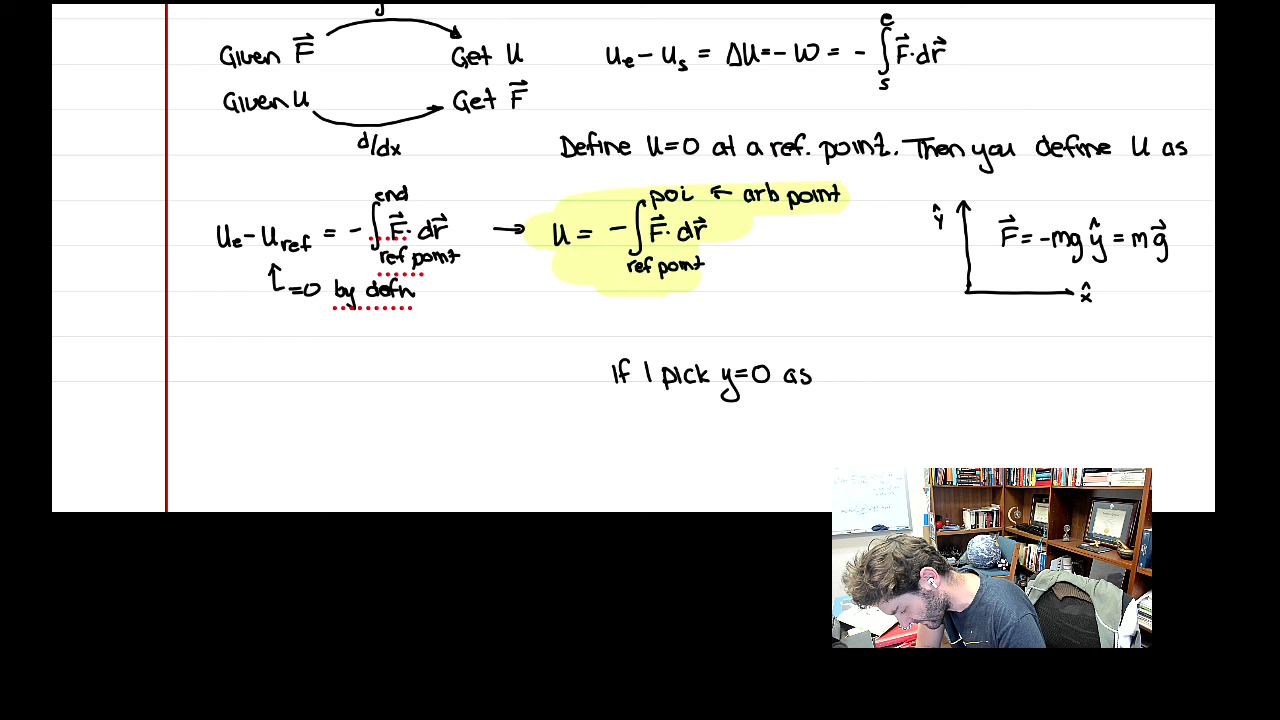 Given F⃗ Get U
U_e - U_s = ΔU = -W = - ∫_s^e F⃗·dr⃗
Given U Get F⃗
d/dx
Define U=0 at a ref. point. Then you define U as
U_e - U_ref = - ∫_ref point^end F⃗·dr⃗ → U = - ∫_ref point^poi F⃗·dr⃗ ← arb point
=0 by defn
ŷ
F⃗ = -mg ŷ = m g⃗
x̂
If I pick y=0 as